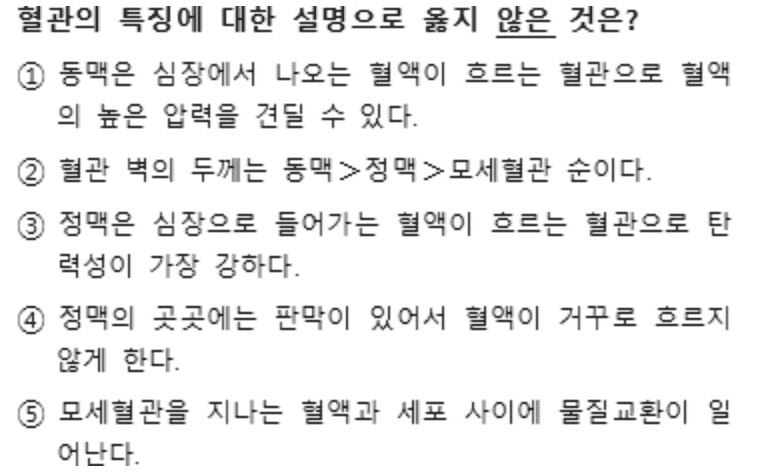 혈관의 특징에 대한 설명으로 옳지 않은 것은?
① 동맥은 심장에서 나오는 혈액이 흐르는 혈관으로 혈액
의 높은 압력을 견딜 수 있다.
② 혈관 벽의 두께는 동맥＞정맥＞모세혈관 순이다.
③ 정맥은 심장으로 들어가는 혈액이 흐르는 혈관으로 탄
력성이 가장 강하다.
④ 정맥의 곳곳에는 판막이 있어서 혈액이 거꾸로 흐르지
않게 한다.
⑤ 모세혈관을 지나는 혈액과 세포 사이에 물질교환이 일
어난다.